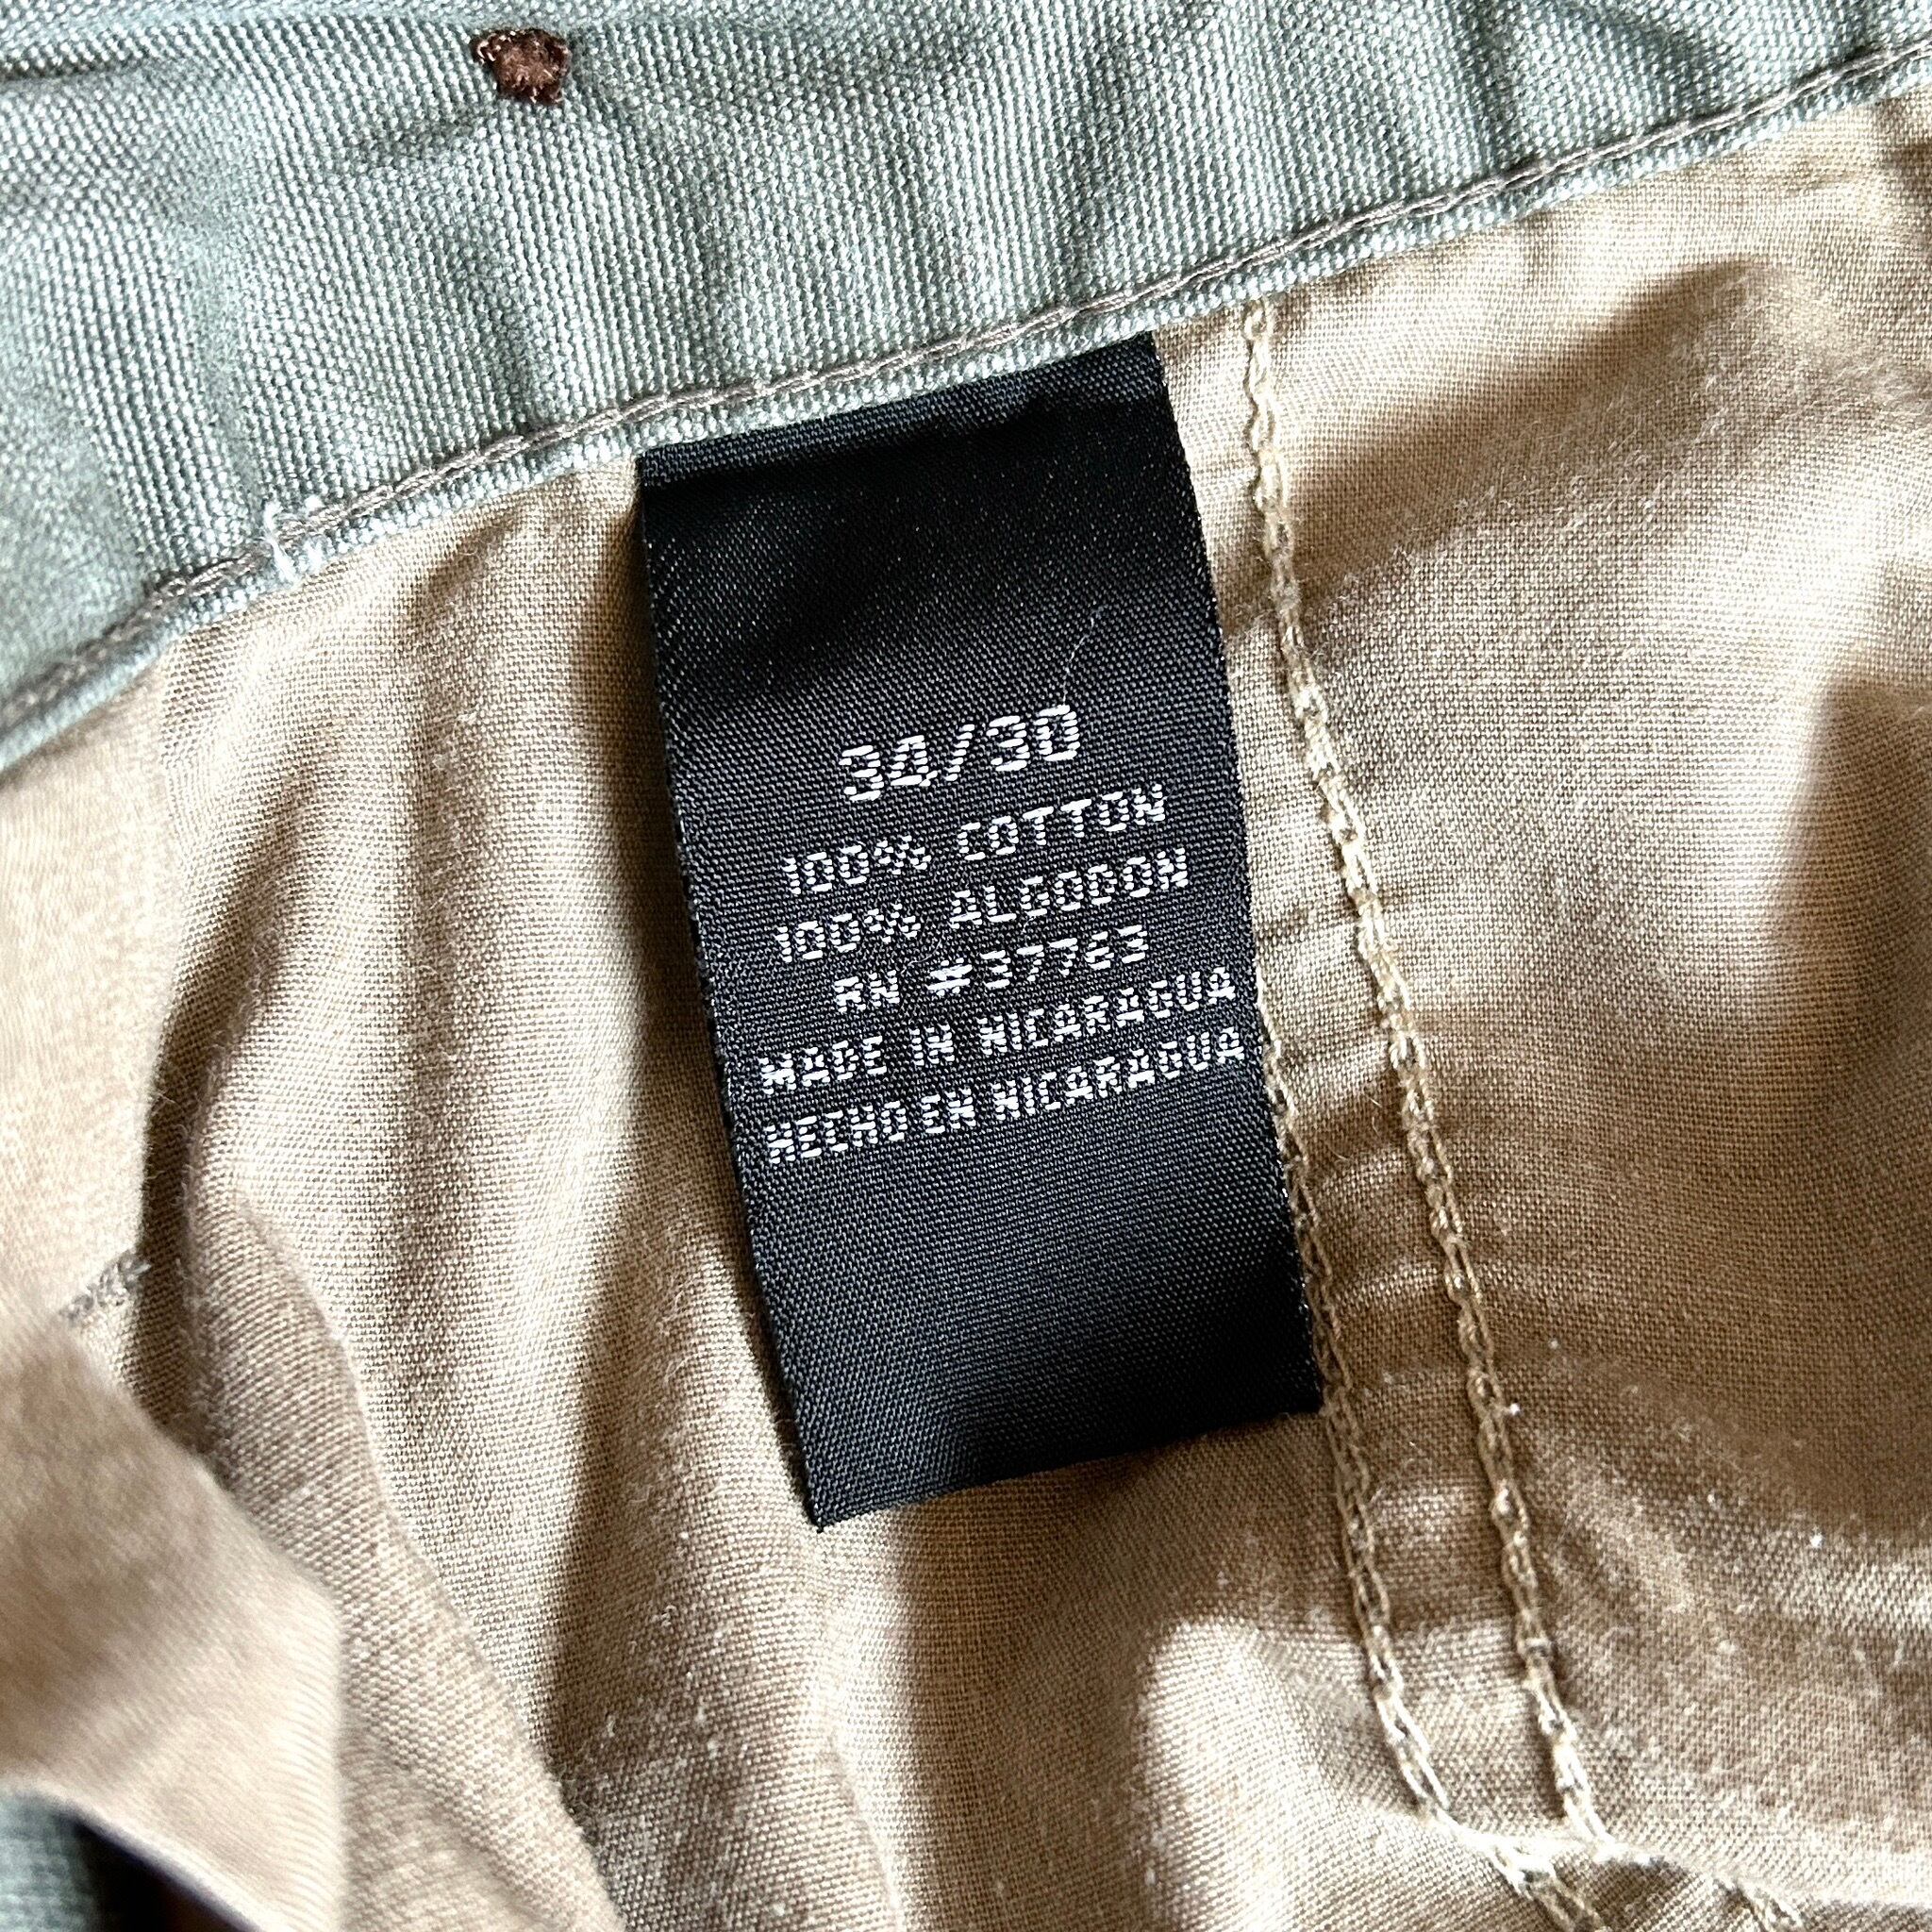 34/30
100% COTTON
100% ALGODON
RN #37763
MADE IN NICARAGUA
HECHO EN NICARAGUA